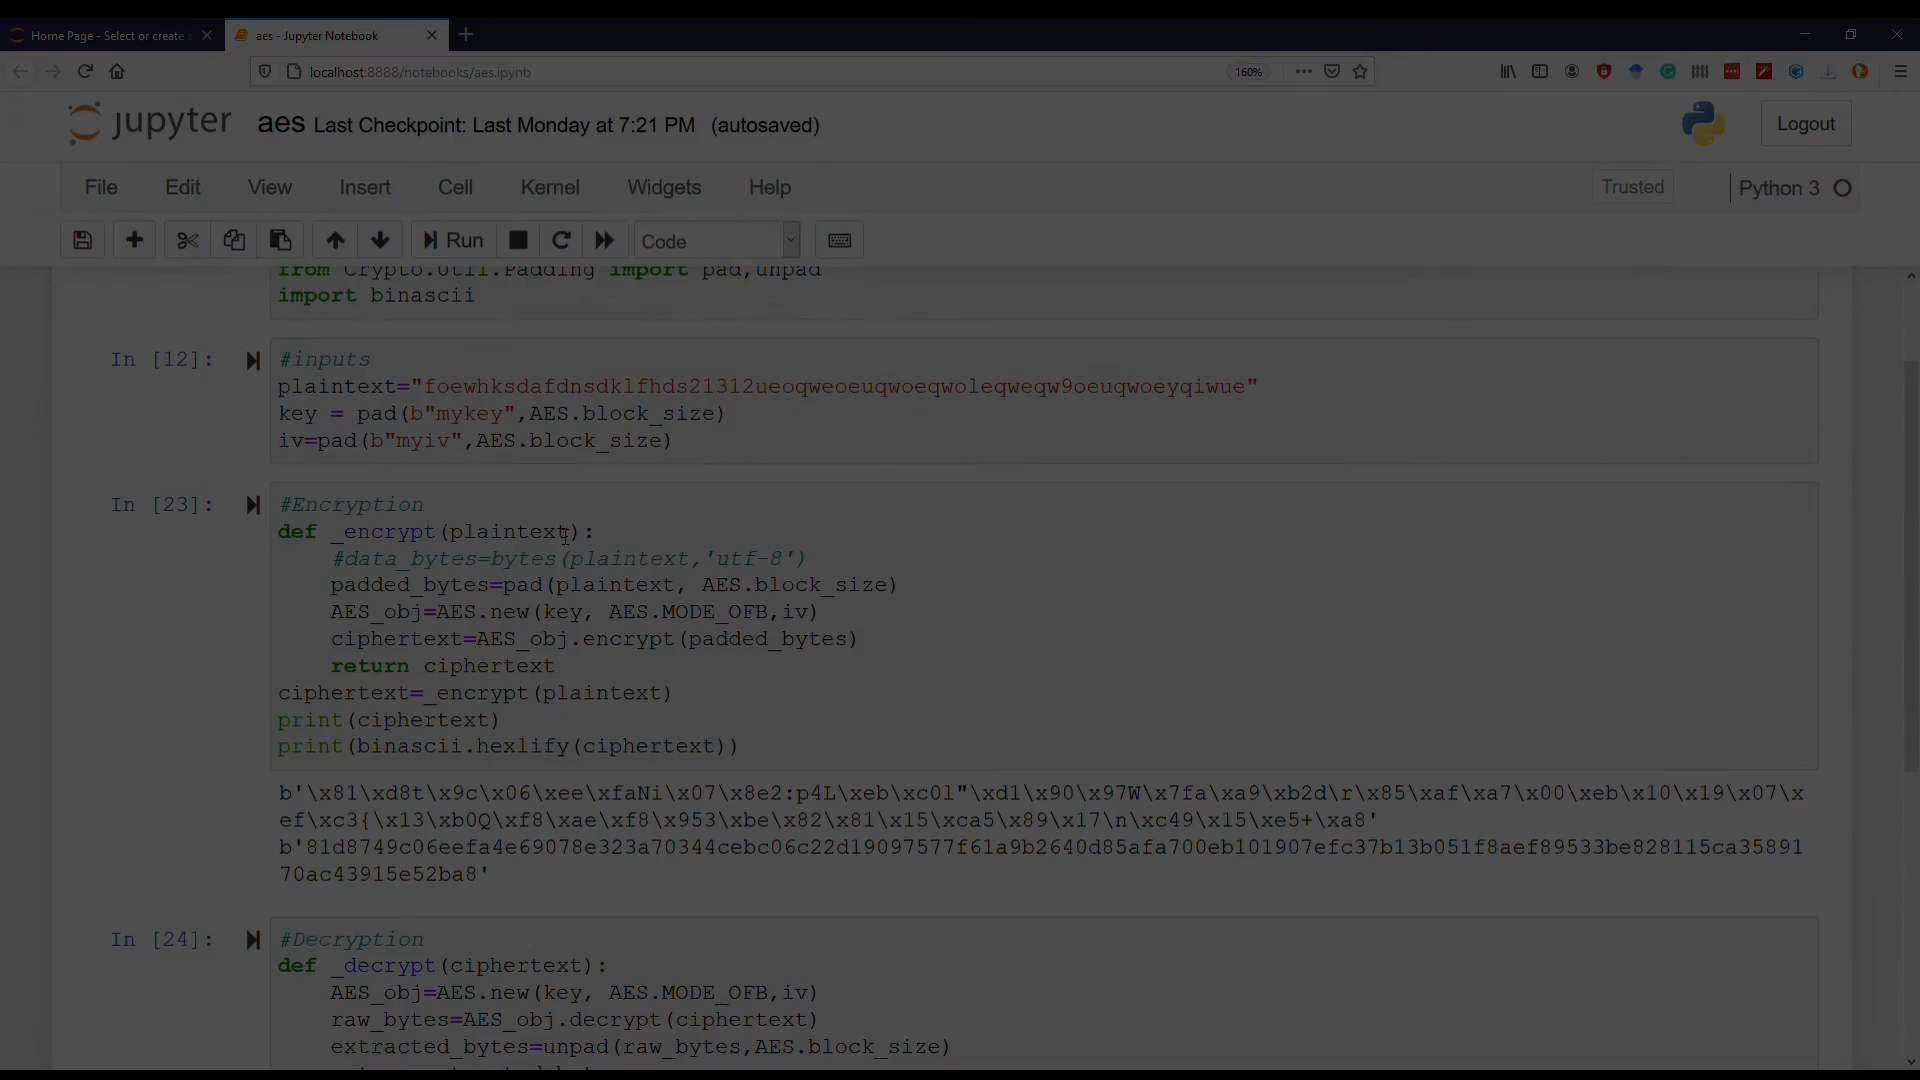 Home Page - Select or create a
aes - Jupyter Notebook
localhost:8888/notebooks/aes.ipynb
160%
jupyter aes Last Checkpoint: Last Monday at 7:21 PM (autosaved)
Logout
File Edit View Insert Cell Kernel Widgets Help
Trusted
Python 3
Run
Code
from Crypto.Util.Padding import pad,unpad
import binascii
In [12]:
#inputs
plaintext="foewhksdafdnsdklfhds21312ueoqweoeuqwoeqwoleqweqw9oeuqwoeyqiwue"
key = pad(b"mykey",AES.block_size)
iv=pad(b"myiv",AES.block_size)
In [23]:
#Encryption
def _encrypt(plaintext):
#data_bytes=bytes(plaintext,'utf-8')
padded_bytes=pad(plaintext, AES.block_size)
AES_obj=AES.new(key, AES.MODE_OFB,iv)
ciphertext=AES_obj.encrypt(padded_bytes)
return ciphertext
ciphertext=_encrypt(plaintext)
print(ciphertext)
print(binascii.hexlify(ciphertext))
b'\x81\xd8t\x9c\x06\xee\xfaNi\x07\x8e2:p4L\xeb\xc0l"\xd1\x90\x97W\x7fa\xa9\xb2d\r\x85\xaf\xa7\x00\xeb\x10\x19\x07\x
ef\xc3{\x13\xb0Q\xf8\xae\xf8\x953\xbe\x82\x81\x15\xca5\x89\x17\n\xc49\x15\xe5+\xa8'
b'81d8749c06eefa4e69078e323a70344cebc06c22d19097577f61a9b2640d85afa700eb101907efc37b13b051f8aef89533be828115ca35891
70ac43915e52ba8'
In [24]:
#Decryption
def _decrypt(ciphertext):
AES_obj=AES.new(key, AES.MODE_OFB,iv)
raw_bytes=AES_obj.decrypt(ciphertext)
extracted_bytes=unpad(raw_bytes,AES.block_size)